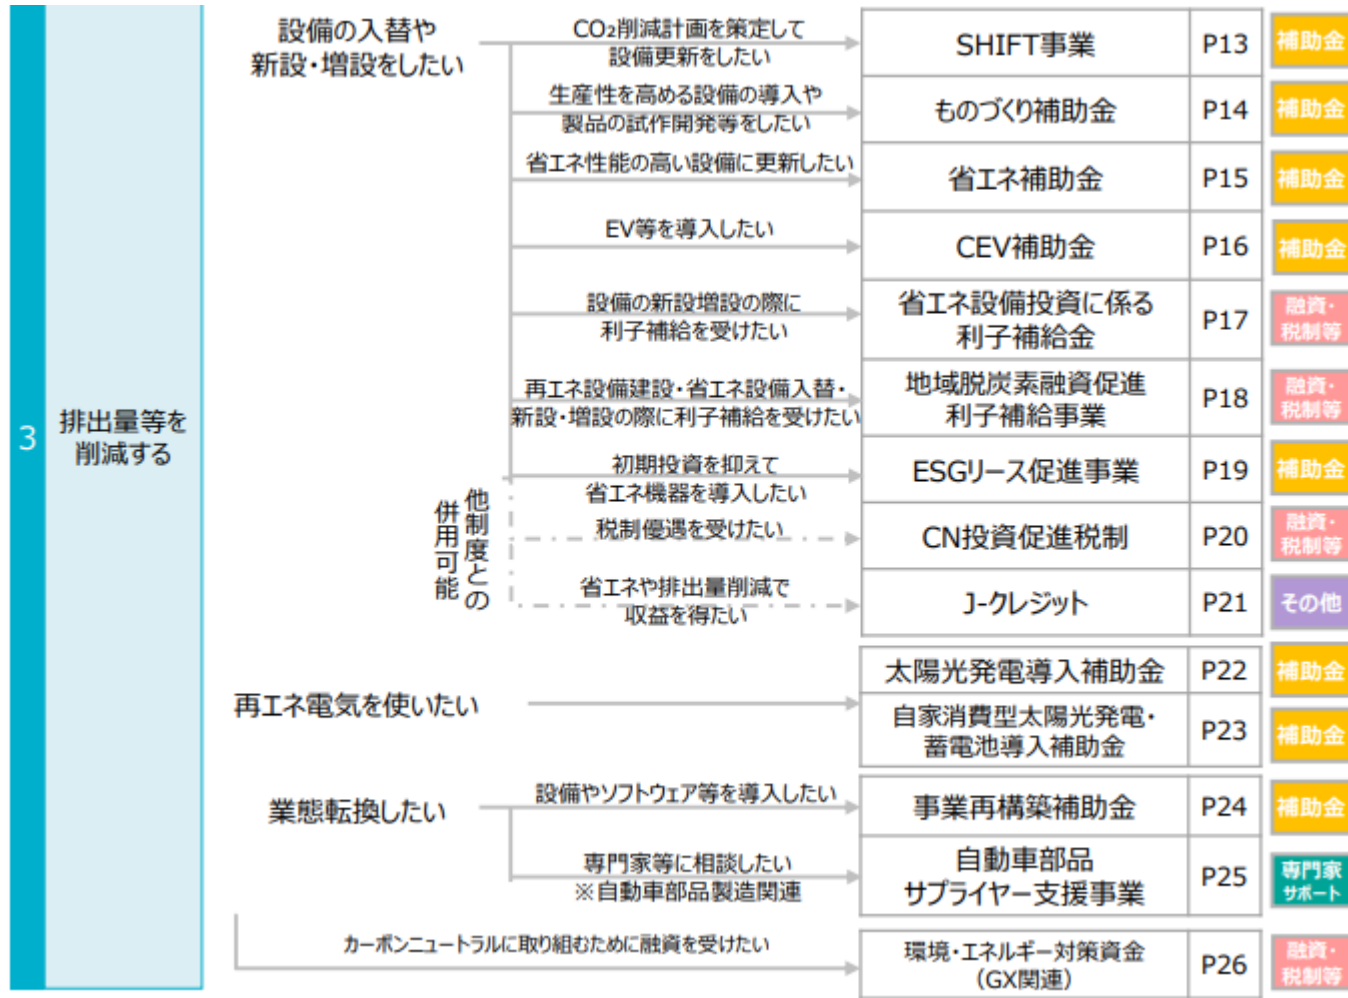 3
排出量等を
削減する
設備の入替や
新設・増設をしたい
CO2削減計画を策定して
設備更新をしたい
SHIFT事業
P13
補助金
生産性を高める設備の導入や
製品の試作開発等をしたい
ものづくり補助金
P14
補助金
省エネ性能の高い設備に更新したい
省エネ補助金
P15
補助金
EV等を導入したい
CEV補助金
P16
補助金
設備の新設増設の際に
利子補給を受けたい
省エネ設備投資に係る
利子補給金
P17
融資・
税制等
再エネ設備建設・省エネ設備入替・
新設・増設の際に利子補給を受けたい
地域脱炭素融資促進
利子補給事業
P18
融資・
税制等
初期投資を抑えて
省エネ機器を導入したい
ESGリース促進事業
P19
補助金
他制度との
併用可能
税制優遇を受けたい
CN投資促進税制
P20
融資・
税制等
省エネや排出量削減で
収益を得たい
J-クレジット
P21
その他
再エネ電気を使いたい
太陽光発電導入補助金
P22
補助金
自家消費型太陽光発電・
蓄電池導入補助金
P23
補助金
業態転換したい
設備やソフトウェア等を導入したい
事業再構築補助金
P24
補助金
専門家等に相談したい
※自動車部品製造関連
自動車部品
サプライヤー支援事業
P25
専門家
サポート
カーボンニュートラルに取り組むために融資を受けたい
環境・エネルギー対策資金
（GX関連）
P26
融資・
税制等